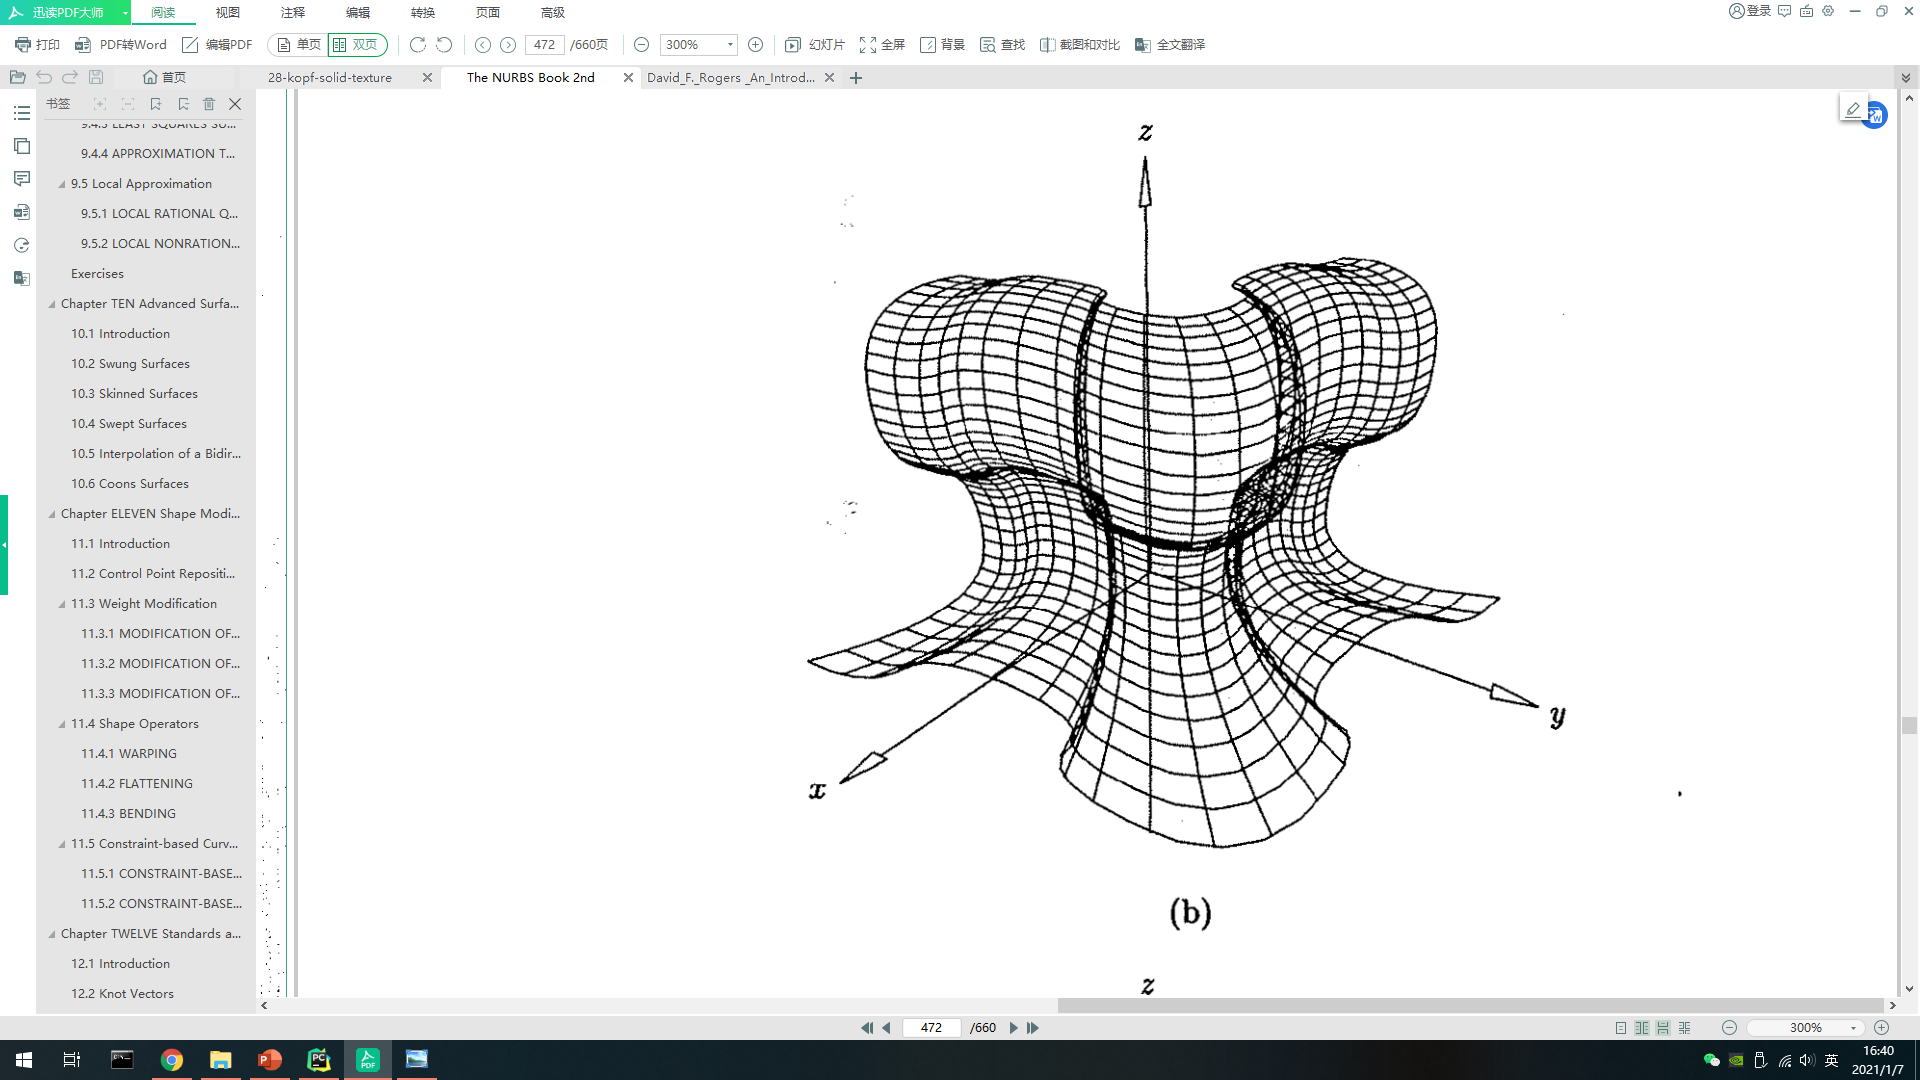 迅读PDF大师
阅读
视图
注释
编辑
转换
页面
高级
登录
打印
PDF转Word
编辑PDF
单页
双页
472
/660页
300%
幻灯片
全屏
背景
查找
截图和对比
全文翻译
首页
28-kopf-solid-texture
The NURBS Book 2nd
David_F._Rogers _An_Introd...
书签
9.4.3 LEAST SQUARES SU...
9.4.4 APPROXIMATION T...
9.5 Local Approximation
9.5.1 LOCAL RATIONAL Q...
9.5.2 LOCAL NONRATION...
Exercises
Chapter TEN Advanced Surfa...
10.1 Introduction
10.2 Swung Surfaces
10.3 Skinned Surfaces
10.4 Swept Surfaces
10.5 Interpolation of a Bidir...
10.6 Coons Surfaces
Chapter ELEVEN Shape Modi...
11.1 Introduction
11.2 Control Point Repositi...
11.3 Weight Modification
11.3.1 MODIFICATION OF...
11.3.2 MODIFICATION OF...
11.3.3 MODIFICATION OF...
11.4 Shape Operators
11.4.1 WARPING
11.4.2 FLATTENING
11.4.3 BENDING
11.5 Constraint-based Curv...
11.5.1 CONSTRAINT-BASE...
11.5.2 CONSTRAINT-BASE...
Chapter TWELVE Standards a...
12.1 Introduction
12.2 Knot Vectors
z
y
x
(b)
z
472
/660
300%
英
16:40
2021/1/7